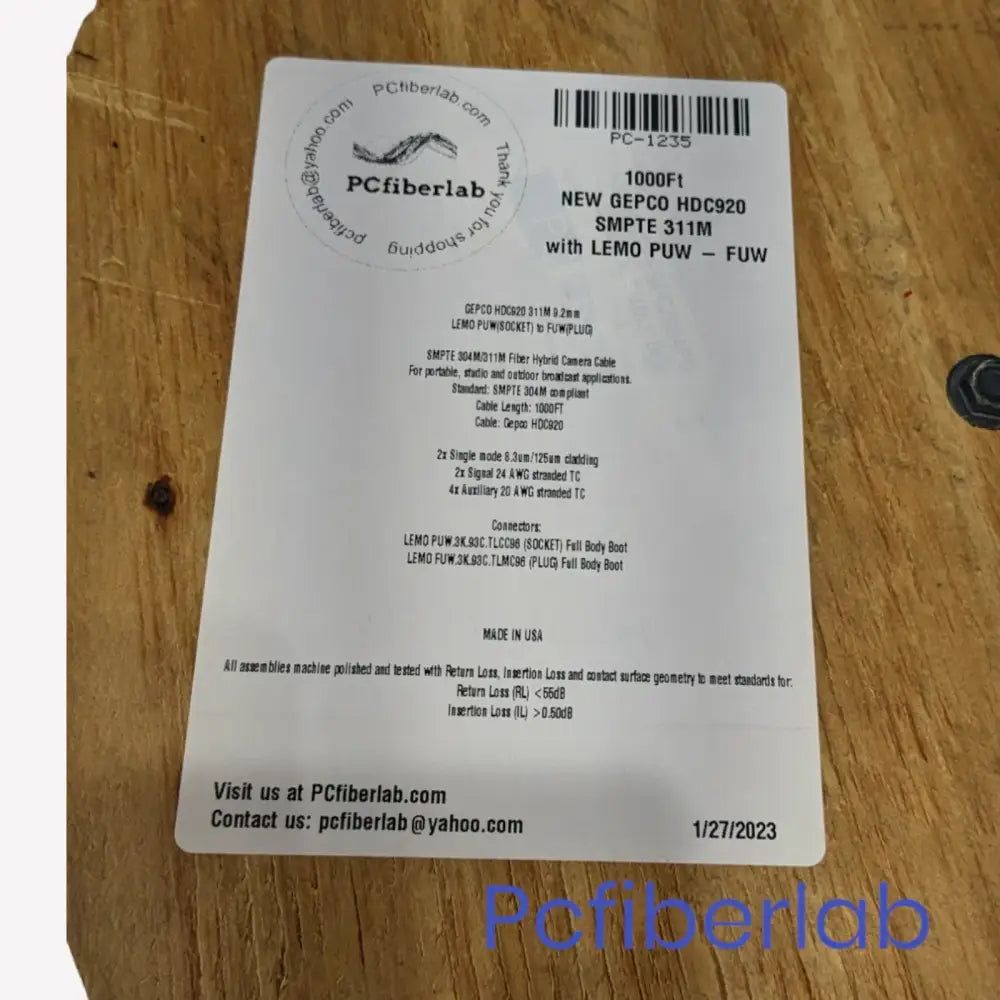 PCfiberlab.com
Thank you for shopping
pcfiberlab@yahoo.com
PCfiberlab
PC-1235
1000Ft
NEW GEPCO HDC920
SMPTE 311M
with LEMO PUW – FUW
GEPCO HDC920 311M 9.2mm
LEMO PUW(SOCKET) to FUW(PLUG)
SMPTE 304M/311M Fiber Hybrid Camera Cable
For portable, studio and outdoor broadcast applications.
Standard: SMPTE 304M compliant
Cable Length: 1000FT
Cable: Gepco HDC920
2x Single mode 8.3um/125um cladding
2x Signal 24 AWG stranded TC
4x Auxiliary 20 AWG stranded TC
Connectors:
LEMO PUW.3K.93C.TLCC96 (SOCKET) Full Body Boot
LEMO FUW.3K.93C.TLMC96 (PLUG) Full Body Boot
MADE IN USA
All assemblies machine polished and tested with Return Loss, Insertion Loss and contact surface geometry to meet standards for:
Return Loss (RL) <55dB
Insertion Loss (IL) >0.50dB
Visit us at PCfiberlab.com
Contact us: pcfiberlab@yahoo.com
1/27/2023
Pcfiberlab